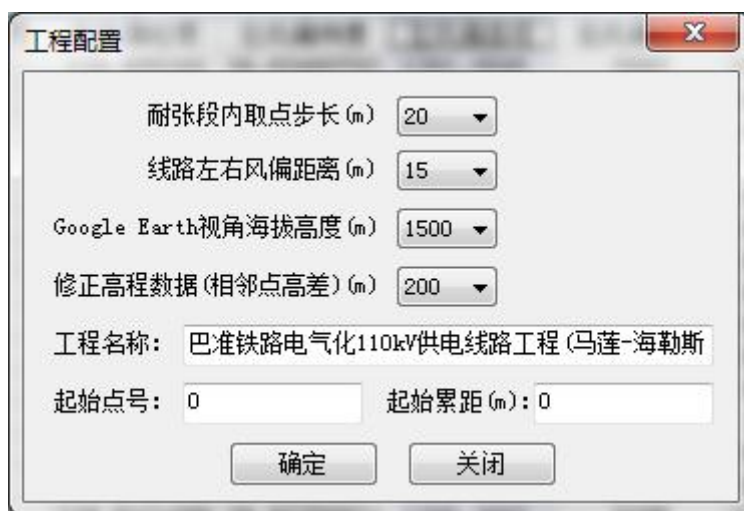 工程配置
耐张段内取点步长(m) 20
线路左右风偏距离(m) 15
Google Earth视角海拔高度(m) 1500
修正高程数据(相邻点高差)(m) 200
工程名称: 巴准铁路电气化110kV供电线路工程(马莲-海勒斯
起始点号: 0 起始累距(m): 0
确定 关闭